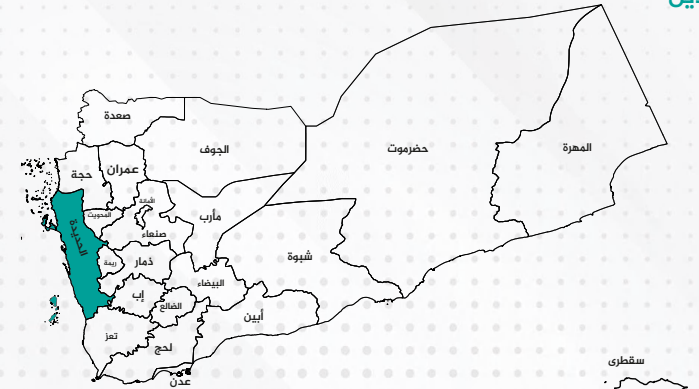 صعدة
الجوف
حضرموت
المهرة
حجة
عمران
مأرب
المحويت
صنعاء
الحديدة
ريمة
ذمار
شبوة
البيضاء
إب
الضالع
أبين
تعز
لحج
عدن
سقطرى